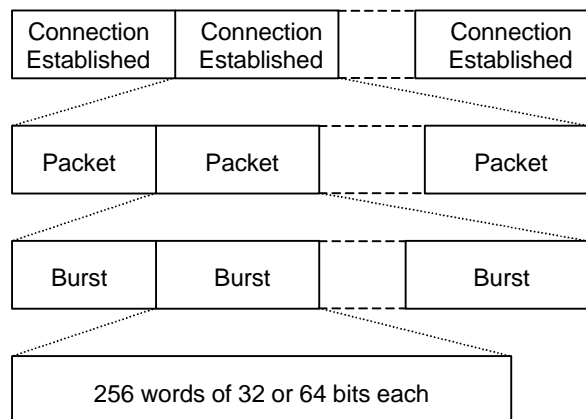 Connection Connection Connection
Established Established Established
Packet Packet Packet
Burst Burst Burst
256 words of 32 or 64 bits each